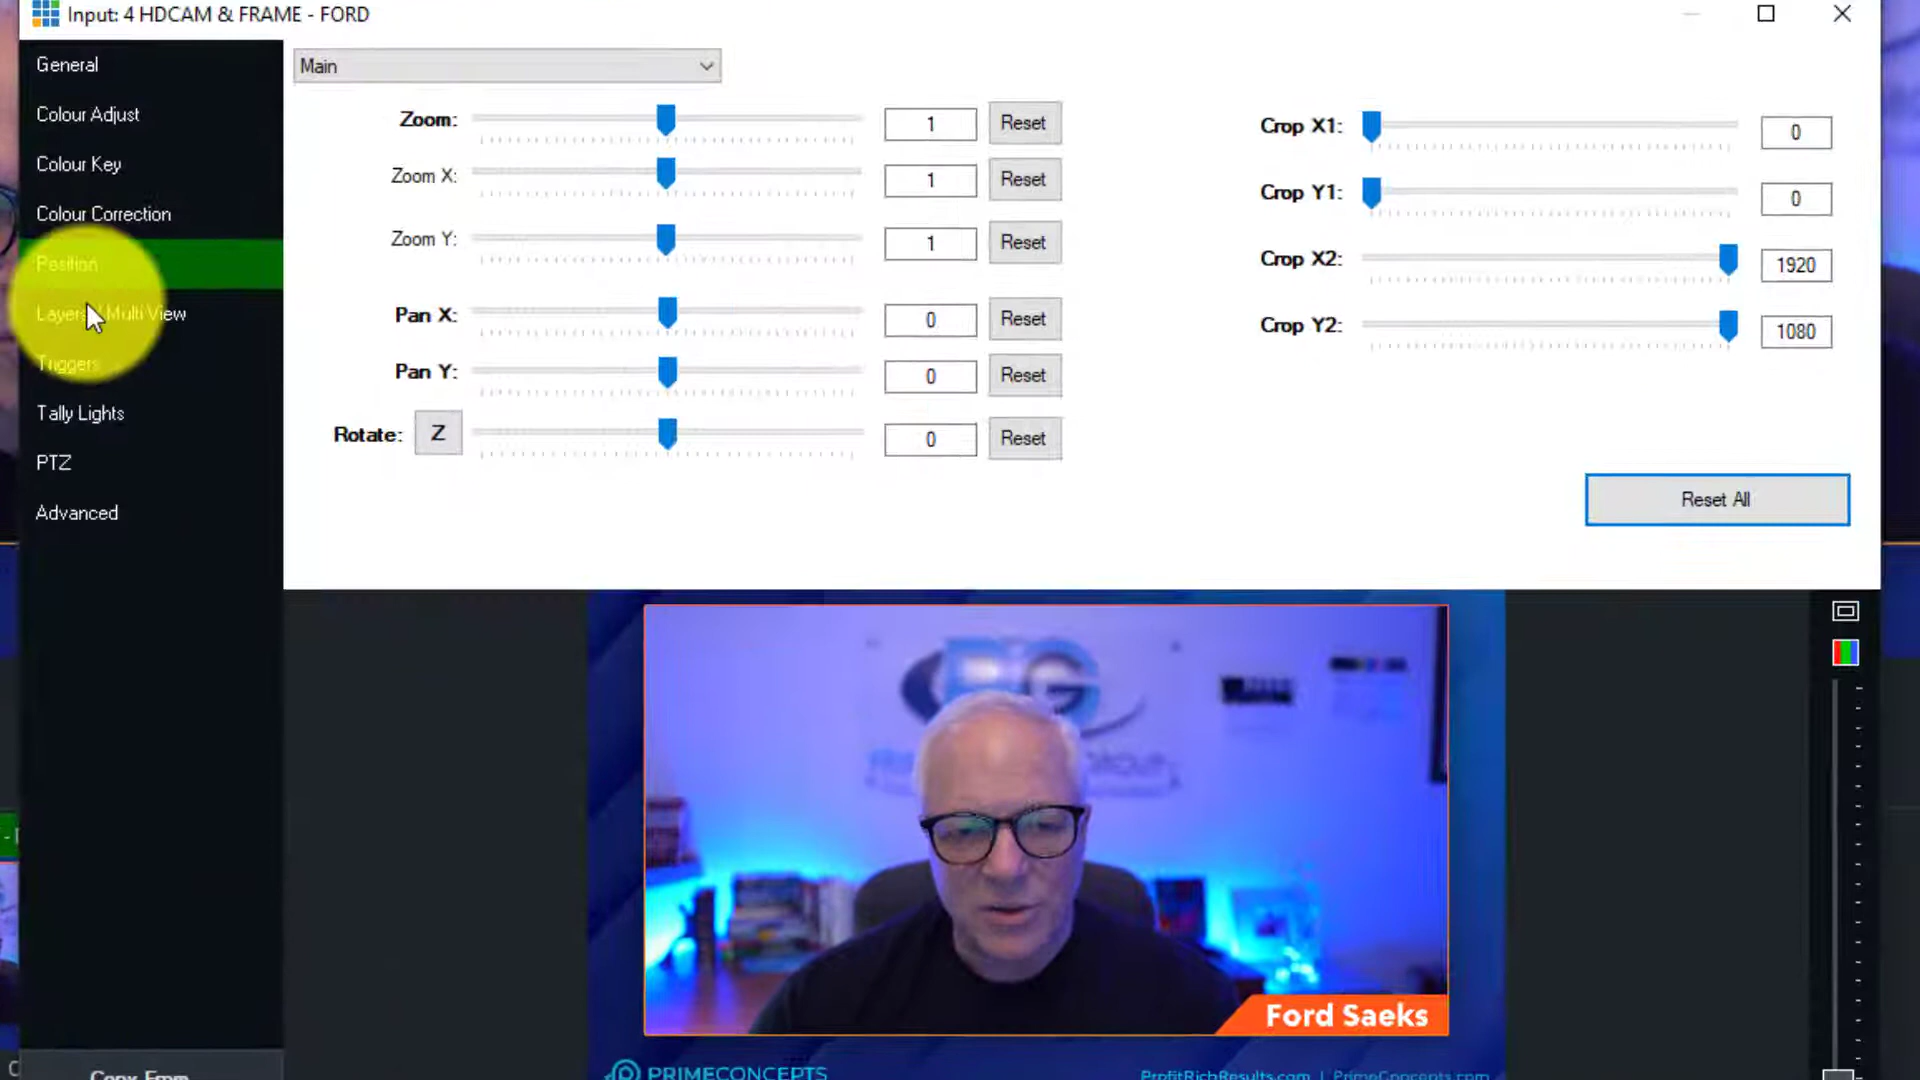 Input: 4 HDCAM & FRAME - FORD
General
Colour Adjust
Colour Key
Colour Correction
Position
Layers / Multi View
Triggers
Tally Lights
PTZ
Advanced
Copy From
Main
Zoom: 1 Reset
Zoom X: 1 Reset
Zoom Y: 1 Reset
Pan X: 0 Reset
Pan Y: 0 Reset
Rotate: Z 0 Reset
Crop X1: 0
Crop Y1: 0
Crop X2: 1920
Crop Y2: 1080
Reset All
Ford Saeks
PRIMECONCEPTS
ProfitRichResults.com | PrimeConcepts.com